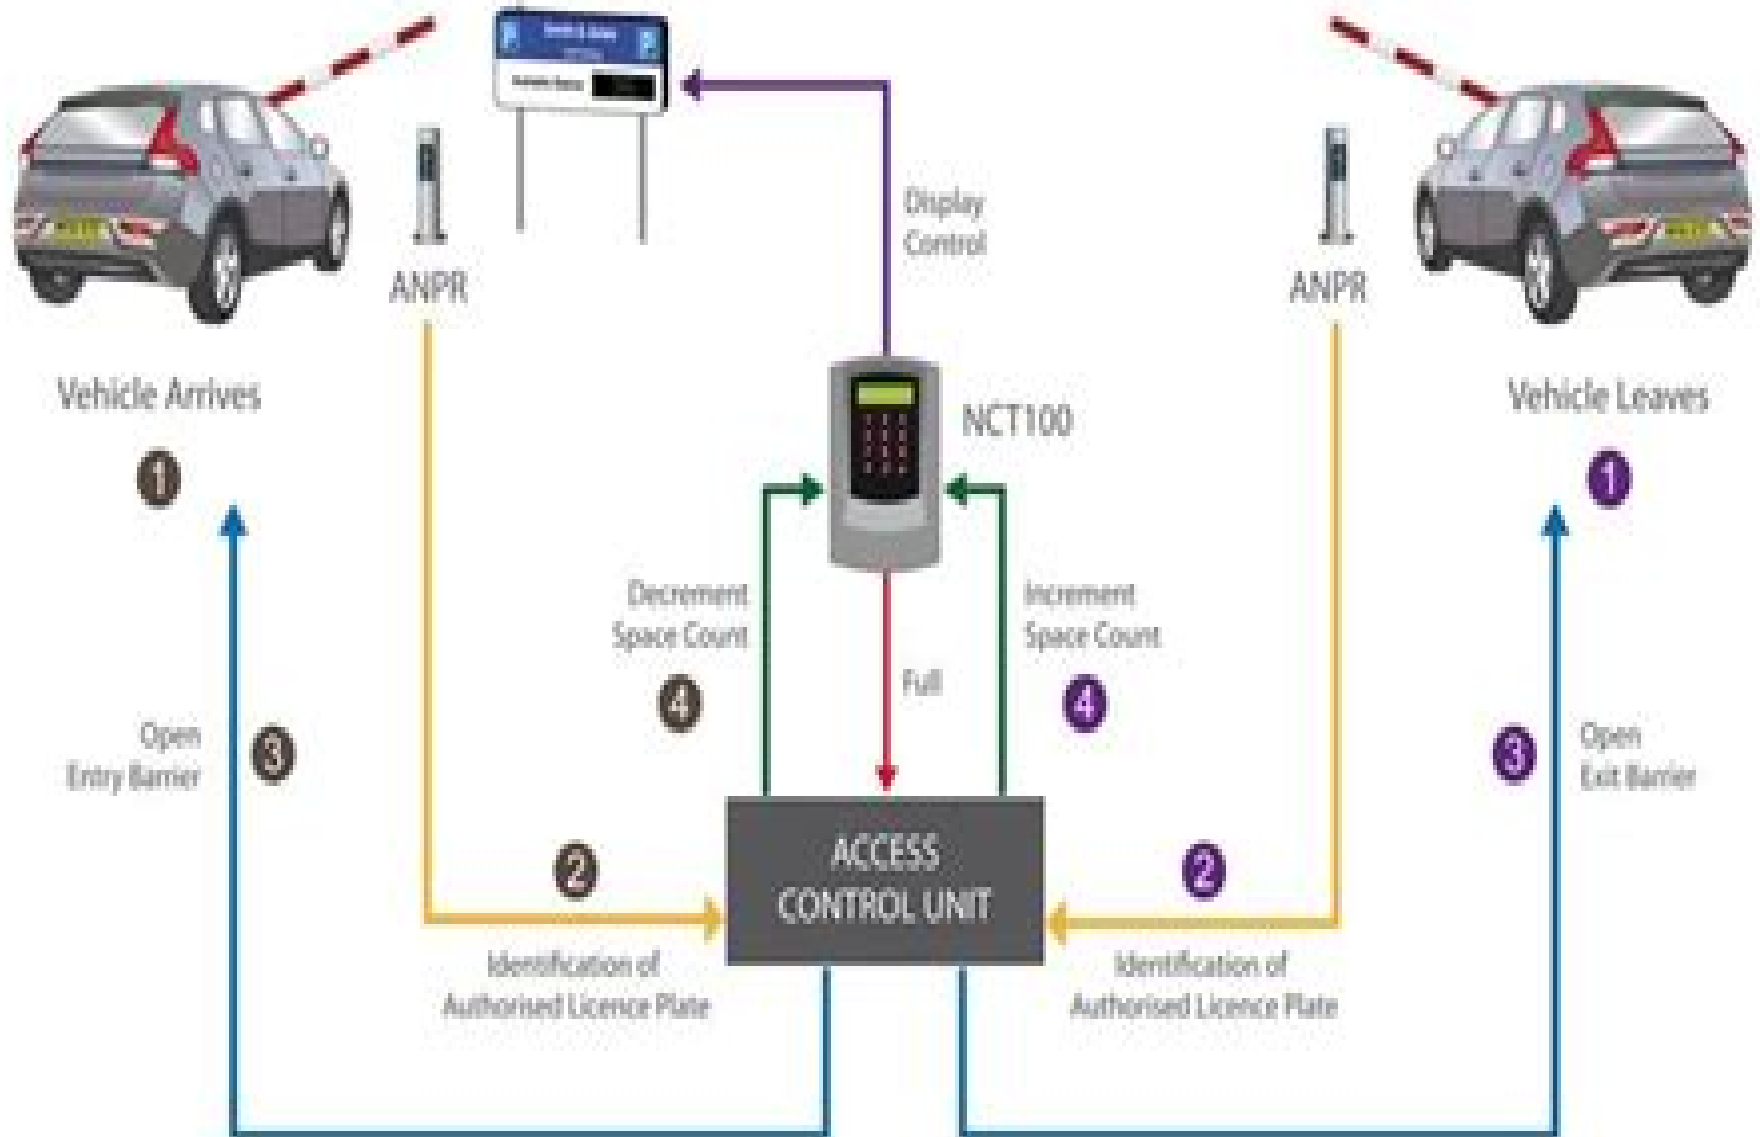 P
P
ANPR
ANPR
Display
Control
Vehicle Arrives
1
Vehicle Leaves
1
NCT100
Decrement
Space Count
4
Increment
Space Count
4
Full
Open
Entry Barrier
3
Open
Exit Barrier
3
2
2
ACCESS
CONTROL UNIT
Identification of
Authorised Licence Plate
Identification of
Authorised Licence Plate